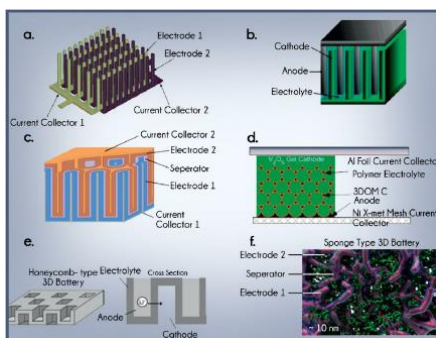 a.
Electrode 1
Electrode 2
Current Collector 2
Current Collector 1
b.
Cathode
Anode
Electrolyte
c.
Current Collector 2
Electrode 2
Seperator
Electrode 1
Current
Collector 1
d.
V₂O₅ Gel Cathode
Al Foil Current Collector
Polymer Electrolyte
3DOM C
Anode
Ni X-met Mesh Current
Collector
e.
Honeycomb- type
3D Battery
Electrolyte
Cross Section
Anode
Cathode
f.
Sponge Type 3D Battery
Electrode 2
Seperator
Electrode 1
~ 10 nm